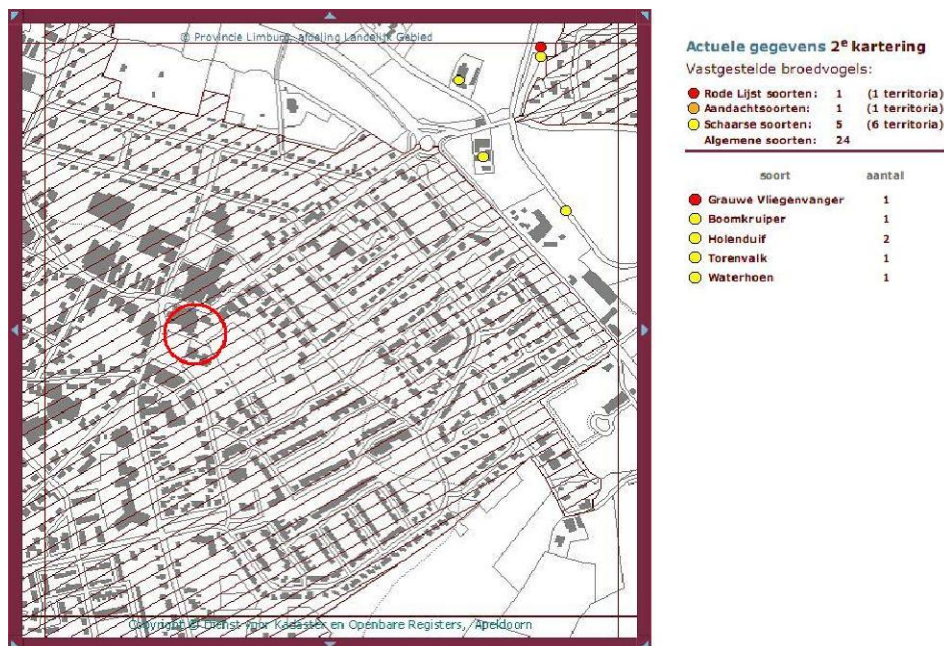 © Provincie Limburg, afdeling Landelijk Gebied
Copyright © Dienst voor Kadaster en Openbare Registers, Apeldoorn
Actuele gegevens 2e kartering
Vastgestelde broedvogels:
Rode Lijst soorten: 1 (1 territoria)
Aandachtsoorten: 1 (1 territoria)
Schaarse soorten: 5 (6 territoria)
Algemene soorten: 24
soort aantal
Grauwe Vliegenvanger 1
Boomkruiper 1
Holenduif 2
Torenvalk 1
Waterhoen 1